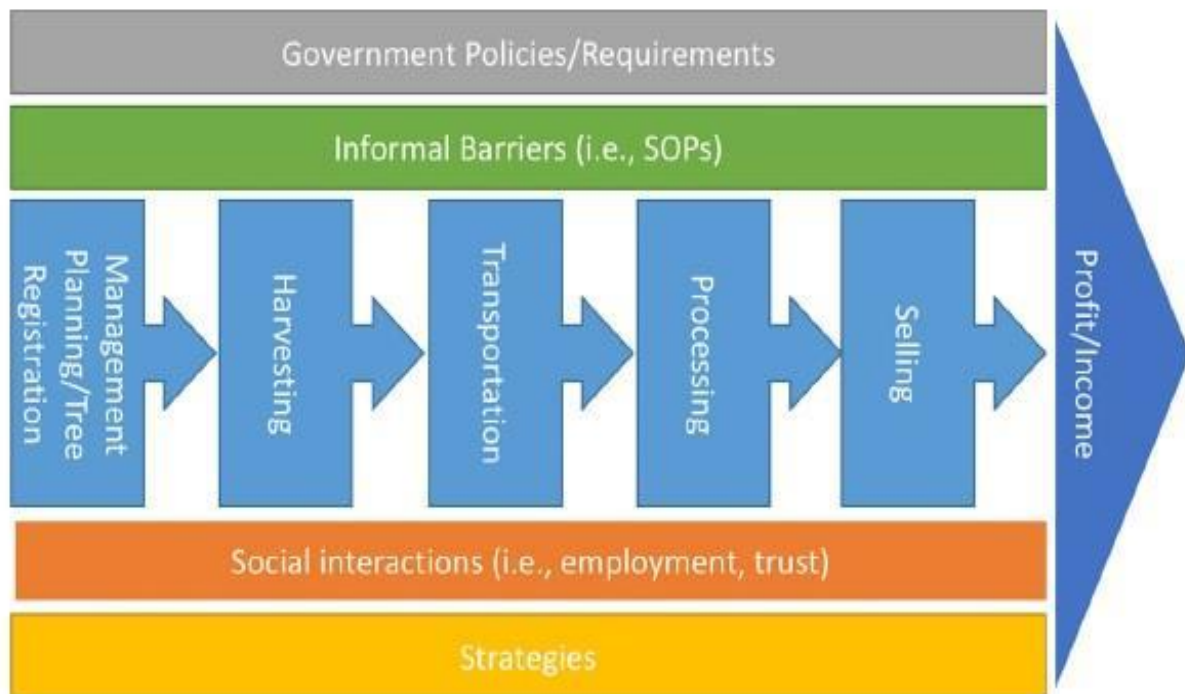 Government Policies/Requirements
Informal Barriers (i.e., SOPs)
Management
Planning/Tree
Registration
Harvesting
Transportation
Processing
Selling
Profit/Income
Social interactions (i.e., employment, trust)
Strategies